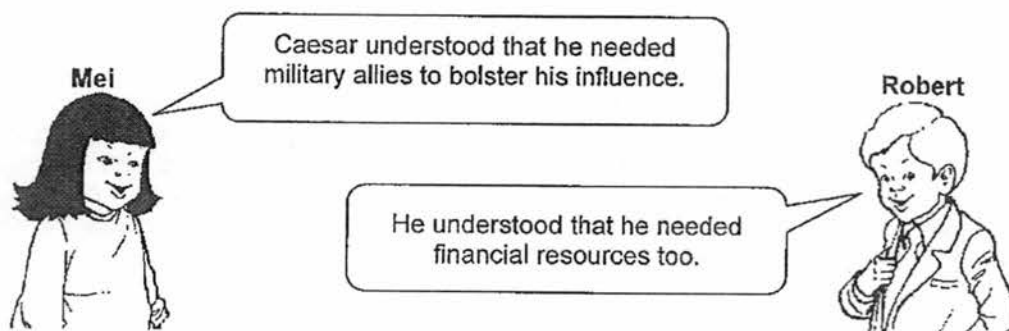 Caesar understood that he needed
military allies to bolster his influence.
Mei
Robert
He understood that he needed
financial resources too.